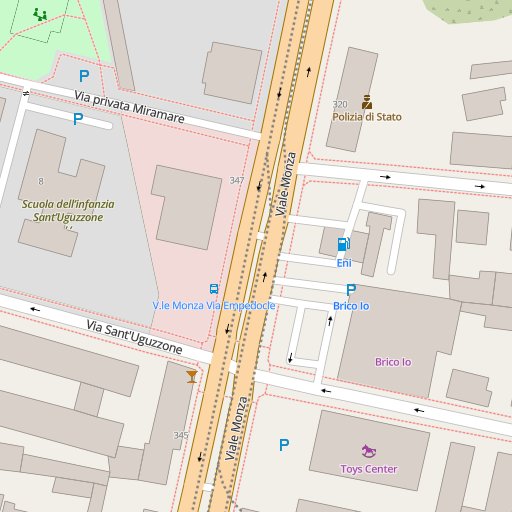 P
Via privata Miramare
P
320
Polizia di Stato
Viale Monza
347
8
Scuola dell'infanzia
Sant'Uguzzone
Eni
P
V.le Monza Via Empedocle
Brico Io
Via Sant'Uguzzone
Brico Io
Viale Monza
345
P
Toys Center